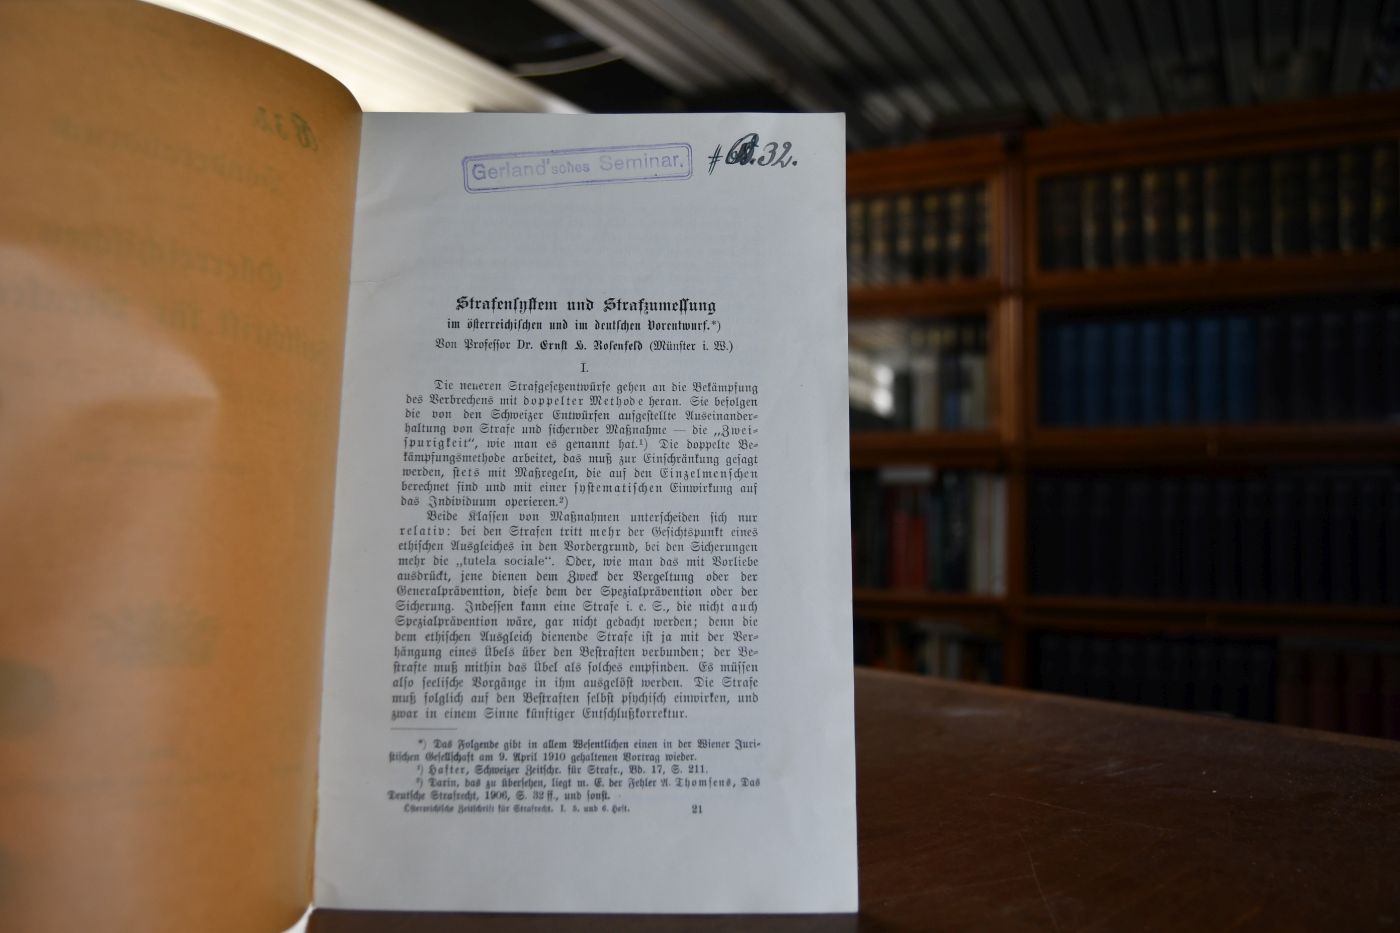 Gerland'sches Seminar.
32.
Strafensystem und Strafzumessung
im österreichischen und im deutschen Vorentwurf.*)
Von Professor Dr. Ernst H. Rosenfeld (Münster i. W.)
I.
Die neueren Strafgesetzentwürfe gehen an die Bekämpfung
des Verbrechens mit doppelter Methode heran. Sie befolgen
die von den Schweizer Entwürfen aufgestellte Auseinander-
haltung von Strafe und sichernder Maßnahme — die „Zwei-
spurigkeit“, wie man es genannt hat.¹) Die doppelte Be-
kämpfungsmethode arbeitet, das muß zur Einschränkung gesagt
werden, stets mit Maßregeln, die auf den Einzelmenschen
berechnet sind und mit einer systematischen Einwirkung auf
das Individuum operieren.²)
Beide Klassen von Maßnahmen unterscheiden sich nur
relativ: bei den Strafen tritt mehr der Gesichtspunkt eines
ethischen Ausgleiches in den Vordergrund, bei den Sicherungen
mehr die „tutela sociale“. Oder, wie man das mit Vorliebe
ausdrückt, jene dienen dem Zweck der Vergeltung oder der
Generalprävention, diese dem der Spezialprävention oder der
Sicherung. Indessen kann eine Strafe i. e. S., die nicht auch
Spezialprävention wäre, gar nicht gedacht werden; denn die
dem ethischen Ausgleich dienende Strafe ist ja mit der Ver-
hängung eines Übels über den Bestraften verbunden; der Be-
strafte muß mithin das Übel als solches empfinden. Es müssen
also seelische Vorgänge in ihm ausgelöst werden. Die Strafe
muß folglich auf den Bestraften selbst psychisch einwirken, und
zwar in einem Sinne künftiger Entschlußkorrektur.
*) Das Folgende gibt in allem Wesentlichen einen in der Wiener Juri-
stischen Gesellschaft am 9. April 1910 gehaltenen Vortrag wieder.
¹) Hafter, Schweizer Zeitschr. für Strafr., Bd. 17, S. 211.
²) Darin, das zu übersehen, liegt m. E. der Fehler A. Thomsens, Das
Deutsche Strafrecht, 1906, S. 32 ff., und sonst.
Österreichische Zeitschrift für Strafrecht. I. 5. und 6. Heft. 21